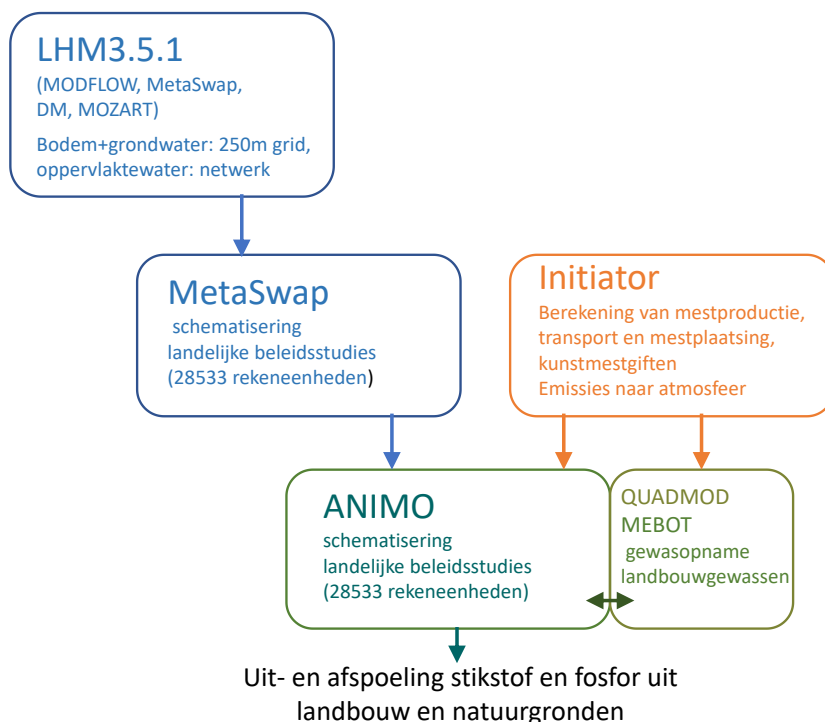 LHM3.5.1
(MODFLOW, MetaSwap,
DM, MOZART)
Bodem+grondwater: 250m grid,
oppervlaktewater: netwerk
MetaSwap
schematisering
landelijke beleidsstudies
(28533 rekeneenheden)
Initiator
Berekening van mestproductie,
transport en mestplaatsing,
kunstmestgiften
Emissies naar atmosfeer
ANIMO
schematisering
landelijke beleidsstudies
(28533 rekeneenheden)
QUADMOD
MEBOT
gewasopname
landbouwgewassen
Uit- en afspoeling stikstof en fosfor uit
landbouw en natuurgronden